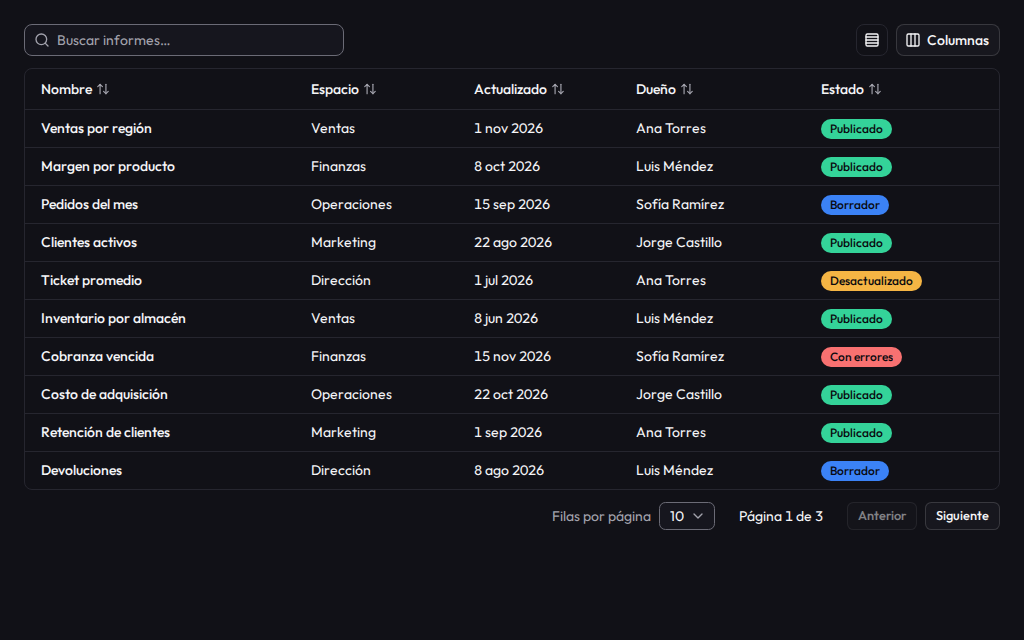 Buscar informes...
Columnas
Nombre Espacio Actualizado Dueño Estado
Ventas por región Ventas 1 nov 2026 Ana Torres Publicado
Margen por producto Finanzas 8 oct 2026 Luis Méndez Publicado
Pedidos del mes Operaciones 15 sep 2026 Sofía Ramírez Borrador
Clientes activos Marketing 22 ago 2026 Jorge Castillo Publicado
Ticket promedio Dirección 1 jul 2026 Ana Torres Desactualizado
Inventario por almacén Ventas 8 jun 2026 Luis Méndez Publicado
Cobranza vencida Finanzas 15 nov 2026 Sofía Ramírez Con errores
Costo de adquisición Operaciones 22 oct 2026 Jorge Castillo Publicado
Retención de clientes Marketing 1 sep 2026 Ana Torres Publicado
Devoluciones Dirección 8 ago 2026 Luis Méndez Borrador
Filas por página 10 Página 1 de 3 Anterior Siguiente